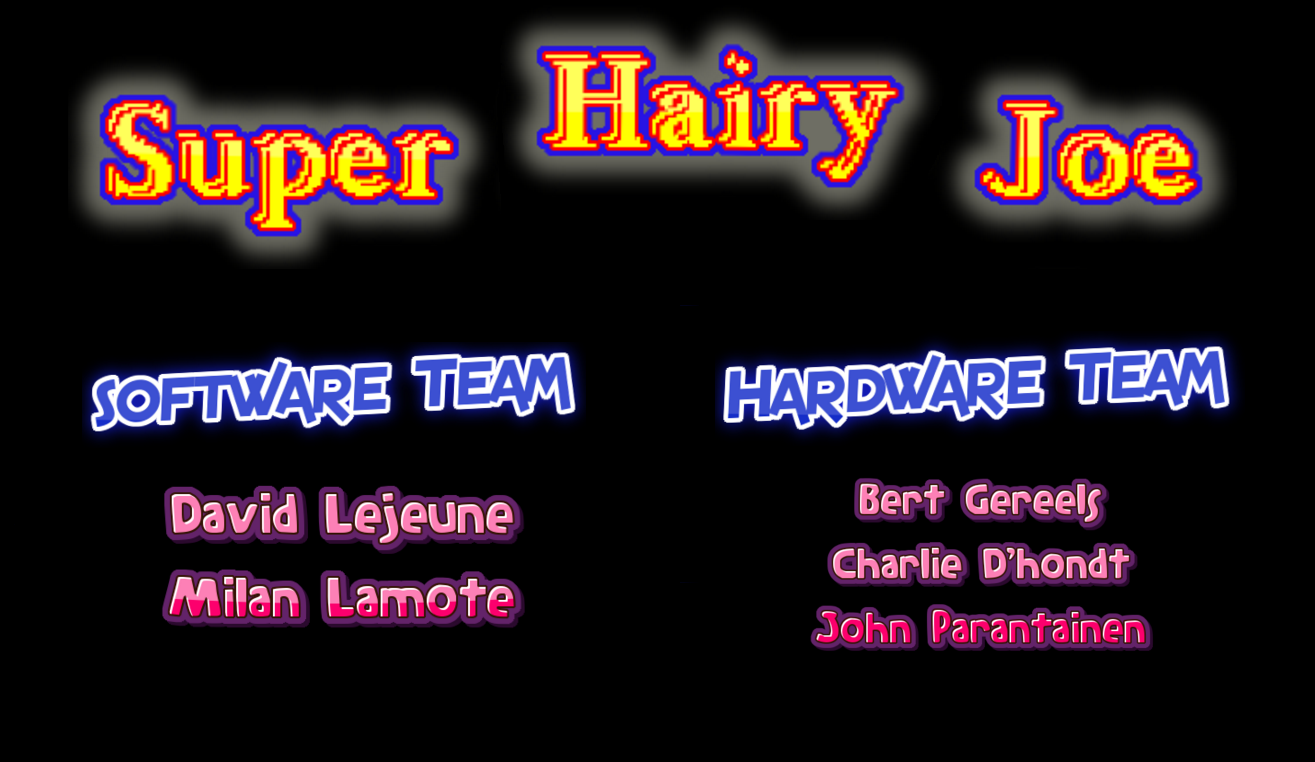 Super Hairy Joe
SOFTWARE TEAM
David Lejeune
Milan Lamote
HARDWARE TEAM
Bert Gereels
Charlie D'hondt
John Parantainen